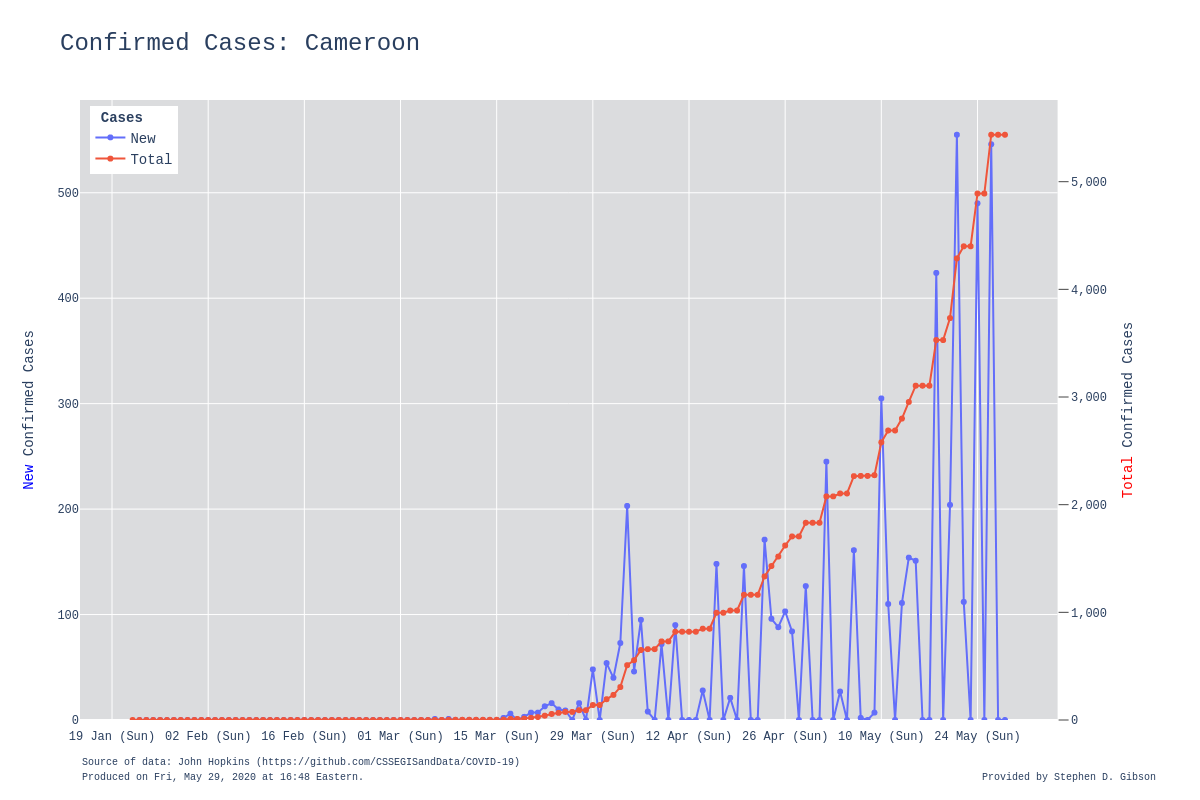 Confirmed Cases: Cameroon
Cases
New
Total
500
400
300
200
100
0
5,000
4,000
3,000
2,000
1,000
0
New Confirmed Cases
Total Confirmed Cases
19 Jan (Sun) 02 Feb (Sun) 16 Feb (Sun) 01 Mar (Sun) 15 Mar (Sun) 29 Mar (Sun) 12 Apr (Sun) 26 Apr (Sun) 10 May (Sun) 24 May (Sun)
Source of data: John Hopkins (https://github.com/CSSEGISandData/COVID-19)
Produced on Fri, May 29, 2020 at 16:48 Eastern.
Provided by Stephen D. Gibson